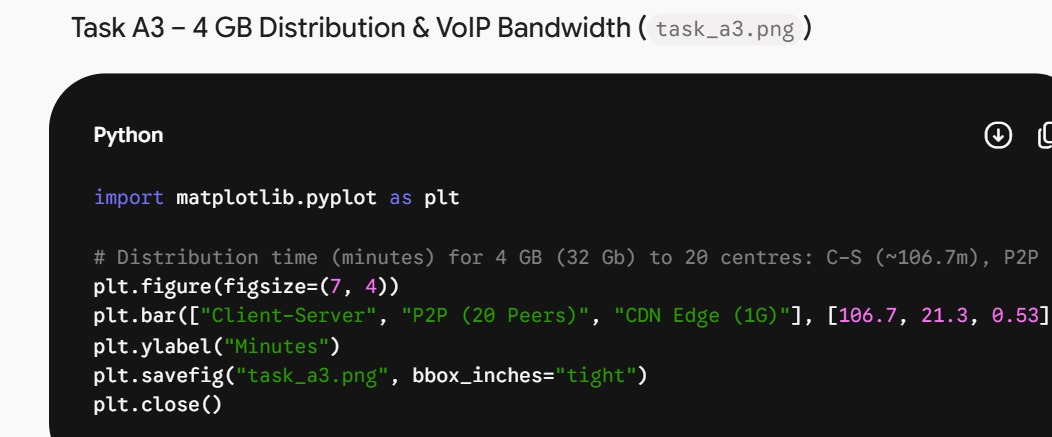 Task A3 – 4 GB Distribution & VoIP Bandwidth ( task_a3.png )
Python
import matplotlib.pyplot as plt
# Distribution time (minutes) for 4 GB (32 Gb) to 20 centres: C-S (~106.7m), P2P
plt.figure(figsize=(7, 4))
plt.bar(["Client-Server", "P2P (20 Peers)", "CDN Edge (1G)"], [106.7, 21.3, 0.53]
plt.ylabel("Minutes")
plt.savefig("task_a3.png", bbox_inches="tight")
plt.close()